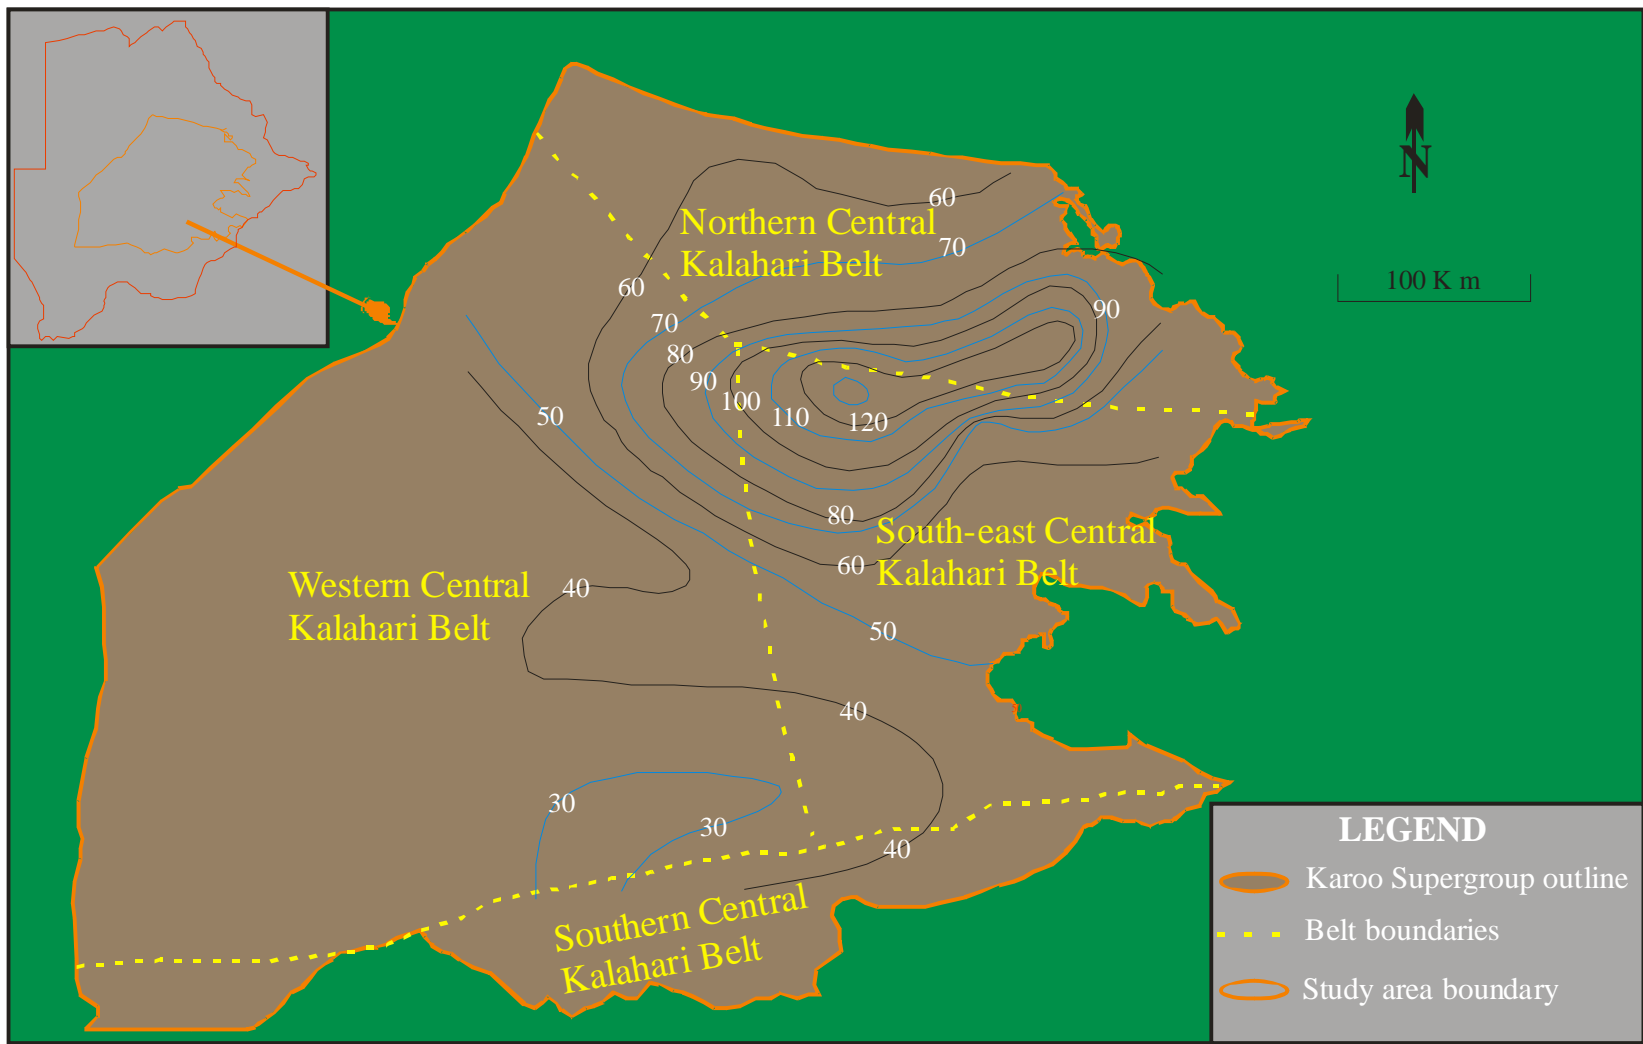 N
100 K m
60
Northern Central
Kalahari Belt
70
60
70
90
80
90
100
110
120
50
80
South-east Central
Kalahari Belt
60
Western Central
Kalahari Belt
40
50
40
30
30
40
Southern Central
Kalahari Belt
LEGEND
Karoo Supergroup outline
Belt boundaries
Study area boundary